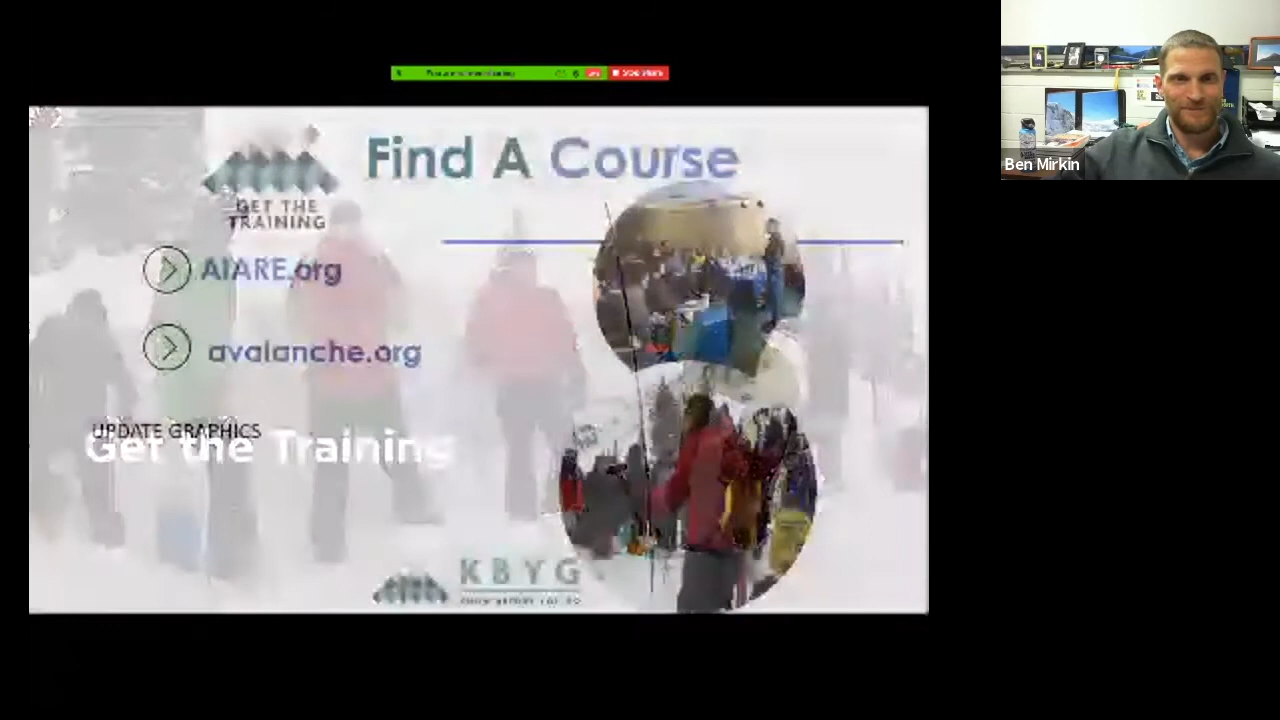 Find A Course
GET THE
TRAINING
AIARE.org
avalanche.org
UPDATE GRAPHICS
Get the Training
KBYG
Ben Mirkin